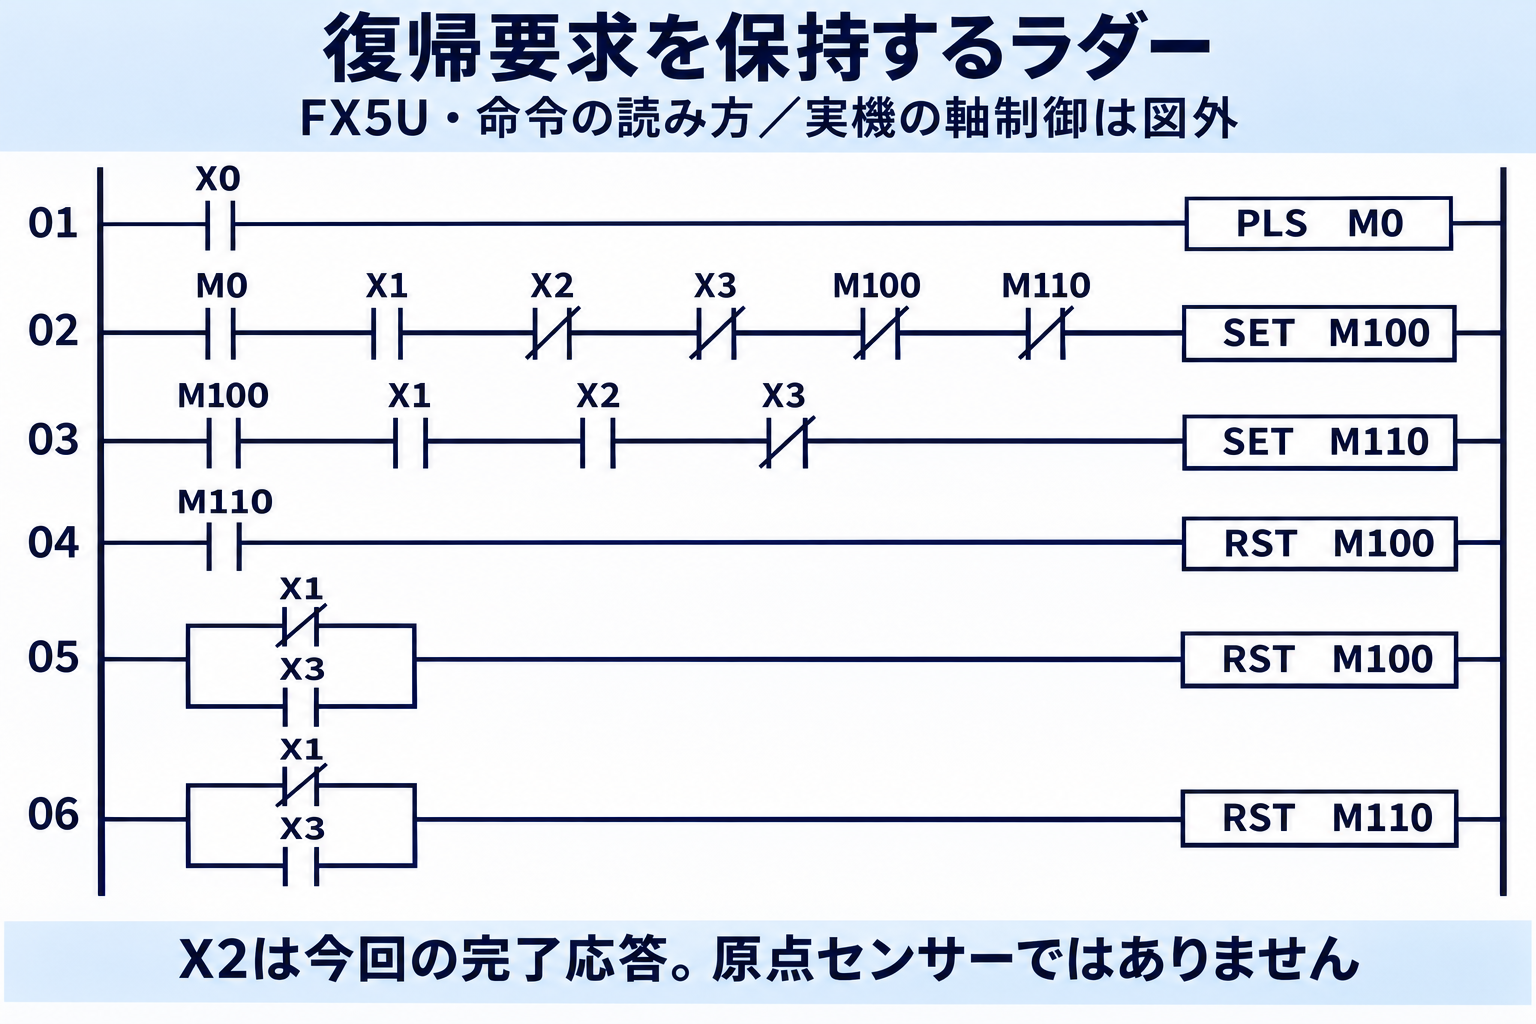 復帰要求を保持するラダー
FX5U・命令の読み方／実機の軸制御は図外
X0
01 PLS M0
M0 X1 X2 X3 M100 M110
02 SET M100
M100 X1 X2 X3
03 SET M110
M110
04 RST M100
X1
05 RST M100
X3
X1
06 RST M110
X3
X2は今回の完了応答。原点センサーではありません